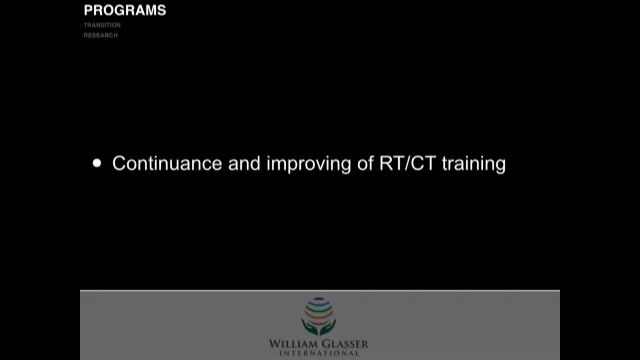 PROGRAMS
TRANSITION
RESEARCH
• Continuance and improving of RT/CT training
WILLIAM GLASSER
INTERNATIONAL